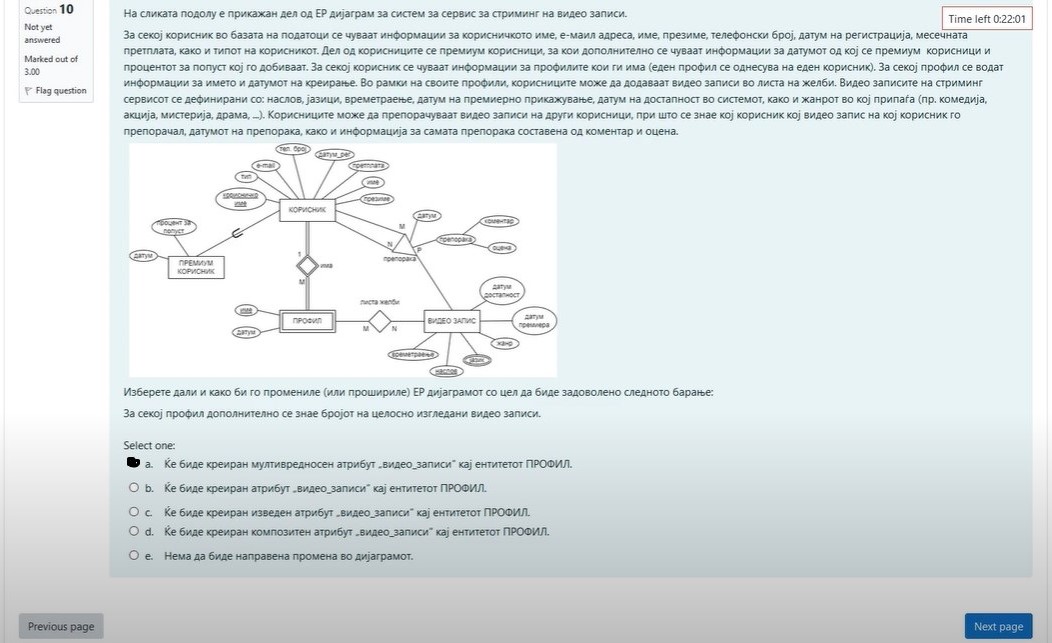 Question 10
Not yet
answered
Marked out of
3.00
Flag question
Time left 0:22:01
На сликата подолу е прикажан дел од ЕР дијаграм за систем за сервис за стриминг на видео записи.
За секој корисник во базата на податоци се чуваат информации за корисничкото име, е-маил адреса, име, презиме, телефонски број, датум на регистрација, месечната
претплата, како и типот на корисникот. Дел од корисниците се премиум корисници, за кои дополнително се чуваат информации за датумот од кој се премиум корисници и
процентот за попуст кој го добиваат. За секој корисник се чуваат информации за профилите кои ги има (еден профил се однесува на еден корисник). За секој профил се водат
информации за името и датумот на креирање. Во рамки на своите профили, корисниците може да додаваат видео записи во листа на желби. Видео записите на стриминг
сервисот се дефинирани со: наслов, јазици, времетраење, датум на премиерно прикажување, датум на достапност во системот, како и жанрот во кој припаѓа (пр. комедија,
акција, мистерија, драма, ...). Корисниците може да препорачуваат видео записи на други корисници, при што се знае кој корисник кој видео запис на кој корисник го
препорачал, датумот на препорака, како и информација за самата препорака составена од коментар и оцена.
тел. број
датум_рег
e-mail
претплата
тип
име
корисничко
име
презиме
КОРИСНИК
датум
М
коментар
процент за
попуст
N
P
препорака
оцена
препорака
датум
ПРЕМИУМ
КОРИСНИК
1
има
М
датум
достапност
листа желби
име
ПРОФИЛ
ВИДЕО ЗАПИС
датум
премиера
датум
М
N
жанр
времетраење
јазик
наслов
Изберете дали и како би го промениле (или прошириле) ЕР дијаграмот со цел да биде задоволено следното барање:
За секој профил дополнително се знае бројот на целосно изгледани видео записи.
Select one:
a. Ќе биде креиран мултивредносен атрибут „видео_записи“ кај ентитетот ПРОФИЛ.
b. Ќе биде креиран атрибут „видео_записи“ кај ентитетот ПРОФИЛ.
c. Ќе биде креиран изведен атрибут „видео_записи“ кај ентитетот ПРОФИЛ.
d. Ќе биде креиран композитен атрибут „видео_записи“ кај ентитетот ПРОФИЛ.
e. Нема да биде направена промена во дијаграмот.
Previous page
Next page